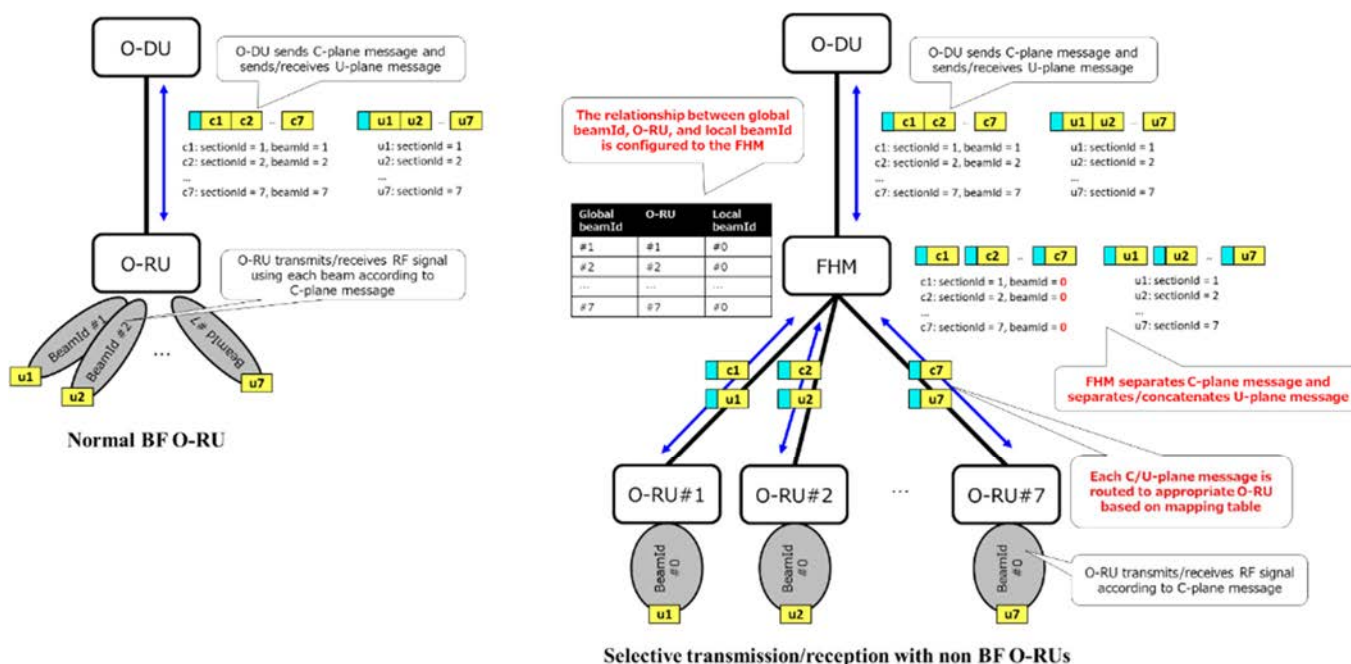 O-DU
O-DU sends C-plane message and
sends/receives U-plane message
c1 c2 .. c7
u1 u2 .. u7
c1: sectionId = 1, beamId = 1
c2: sectionId = 2, beamId = 2
...
c7: sectionId = 7, beamId = 7
u1: sectionId = 1
u2: sectionId = 2
...
u7: sectionId = 7
O-RU
O-RU transmits/receives RF signal
using each beam according to
C-plane message
BeamId #1
BeamId #2
...
BeamId #7
u1
u2
u7
Normal BF O-RU
O-DU
O-DU sends C-plane message and
sends/receives U-plane message
The relationship between global
beamId, O-RU, and local beamId
is configured to the FHM
c1 c2 .. c7
u1 u2 .. u7
c1: sectionId = 1, beamId = 1
c2: sectionId = 2, beamId = 2
...
c7: sectionId = 7, beamId = 7
u1: sectionId = 1
u2: sectionId = 2
...
u7: sectionId = 7
Global beamId O-RU Local beamId
#1 #1 #0
#2 #2 #0
... ... ...
#7 #7 #0
FHM
c1 c2 .. c7
u1 u2 .. u7
c1: sectionId = 1, beamId = 0
c2: sectionId = 2, beamId = 0
...
c7: sectionId = 7, beamId = 0
u1: sectionId = 1
u2: sectionId = 2
...
u7: sectionId = 7
c1 c2 c7
u1 u2 u7
FHM separates C-plane message and
separates/concatenates U-plane message
O-RU#1 O-RU#2 ... O-RU#7
Each C/U-plane message is
routed to appropriate O-RU
based on mapping table
BeamId #0
BeamId #0
BeamId #0
O-RU transmits/receives RF signal
according to C-plane message
u1 u2 u7
Selective transmission/reception with non BF O-RUs